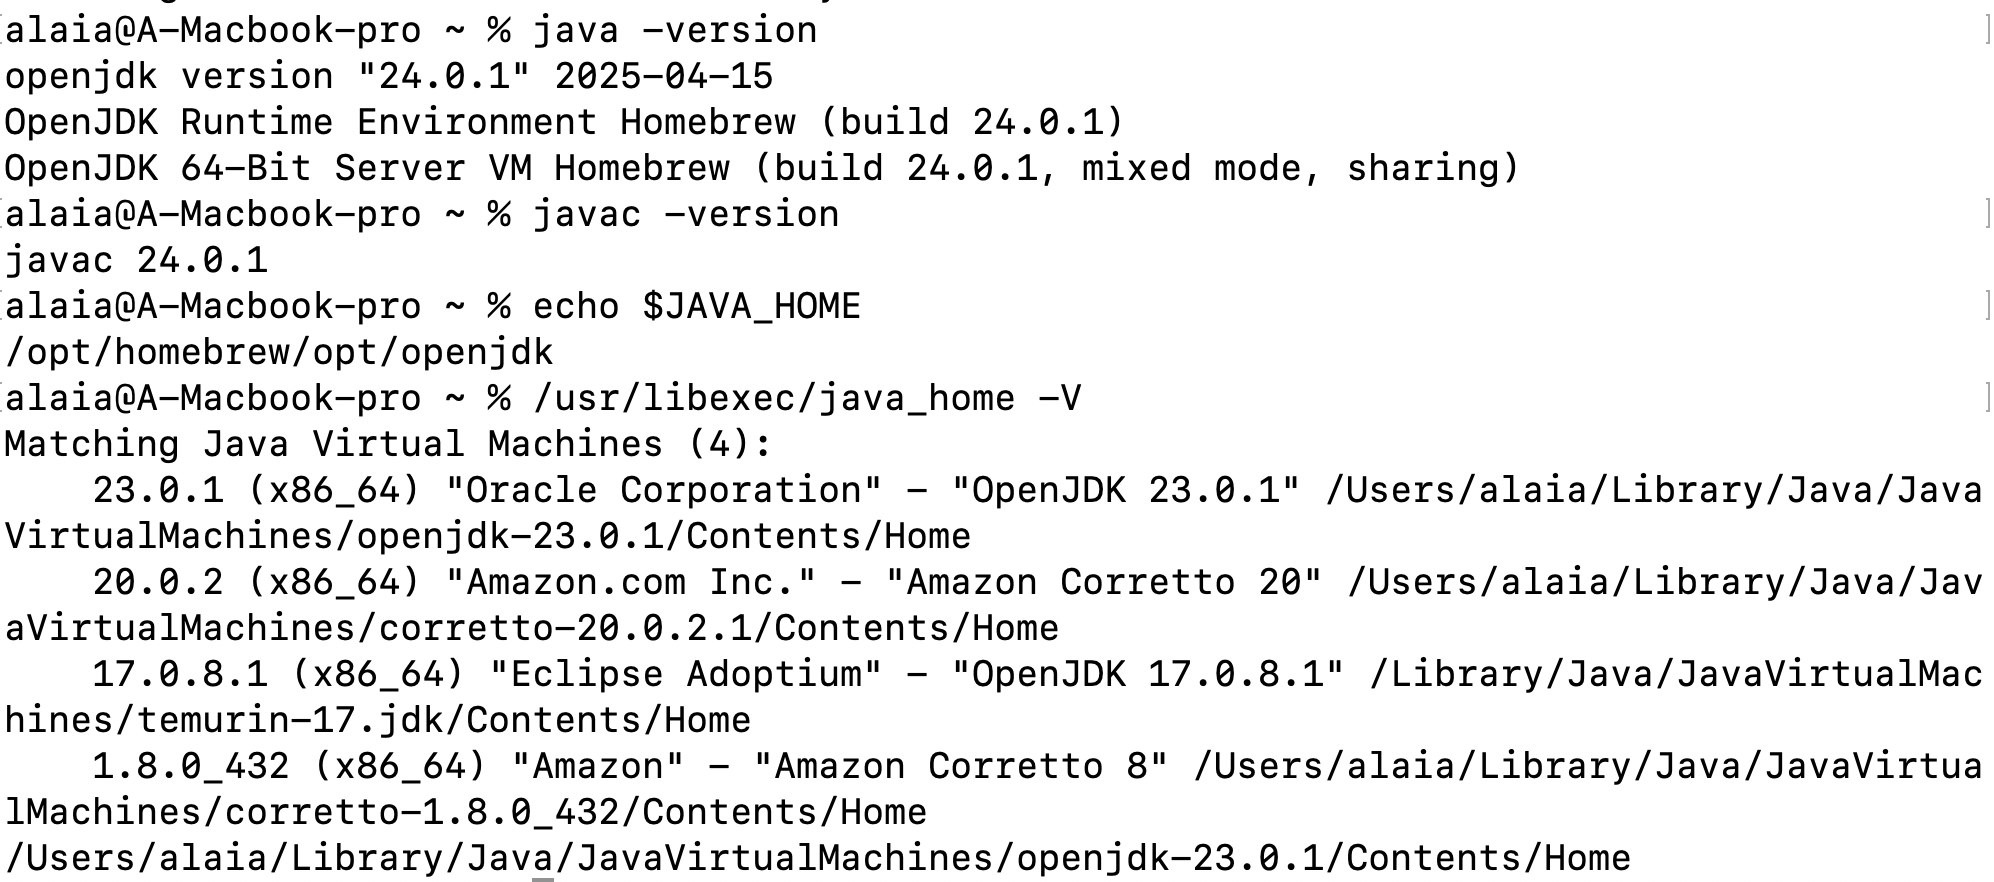 alaia@A-Macbook-pro ~ % java -version
openjdk version "24.0.1" 2025-04-15
OpenJDK Runtime Environment Homebrew (build 24.0.1)
OpenJDK 64-Bit Server VM Homebrew (build 24.0.1, mixed mode, sharing)
alaia@A-Macbook-pro ~ % javac -version
javac 24.0.1
alaia@A-Macbook-pro ~ % echo $JAVA_HOME
/opt/homebrew/opt/openjdk
alaia@A-Macbook-pro ~ % /usr/libexec/java_home -V
Matching Java Virtual Machines (4):
    23.0.1 (x86_64) "Oracle Corporation" - "OpenJDK 23.0.1" /Users/alaia/Library/Java/Java
VirtualMachines/openjdk-23.0.1/Contents/Home
    20.0.2 (x86_64) "Amazon.com Inc." - "Amazon Corretto 20" /Users/alaia/Library/Java/Jav
aVirtualMachines/corretto-20.0.2.1/Contents/Home
    17.0.8.1 (x86_64) "Eclipse Adoptium" - "OpenJDK 17.0.8.1" /Library/Java/JavaVirtualMac
hines/temurin-17.jdk/Contents/Home
    1.8.0_432 (x86_64) "Amazon" - "Amazon Corretto 8" /Users/alaia/Library/Java/JavaVirtua
lMachines/corretto-1.8.0_432/Contents/Home
/Users/alaia/Library/Java/JavaVirtualMachines/openjdk-23.0.1/Contents/Home